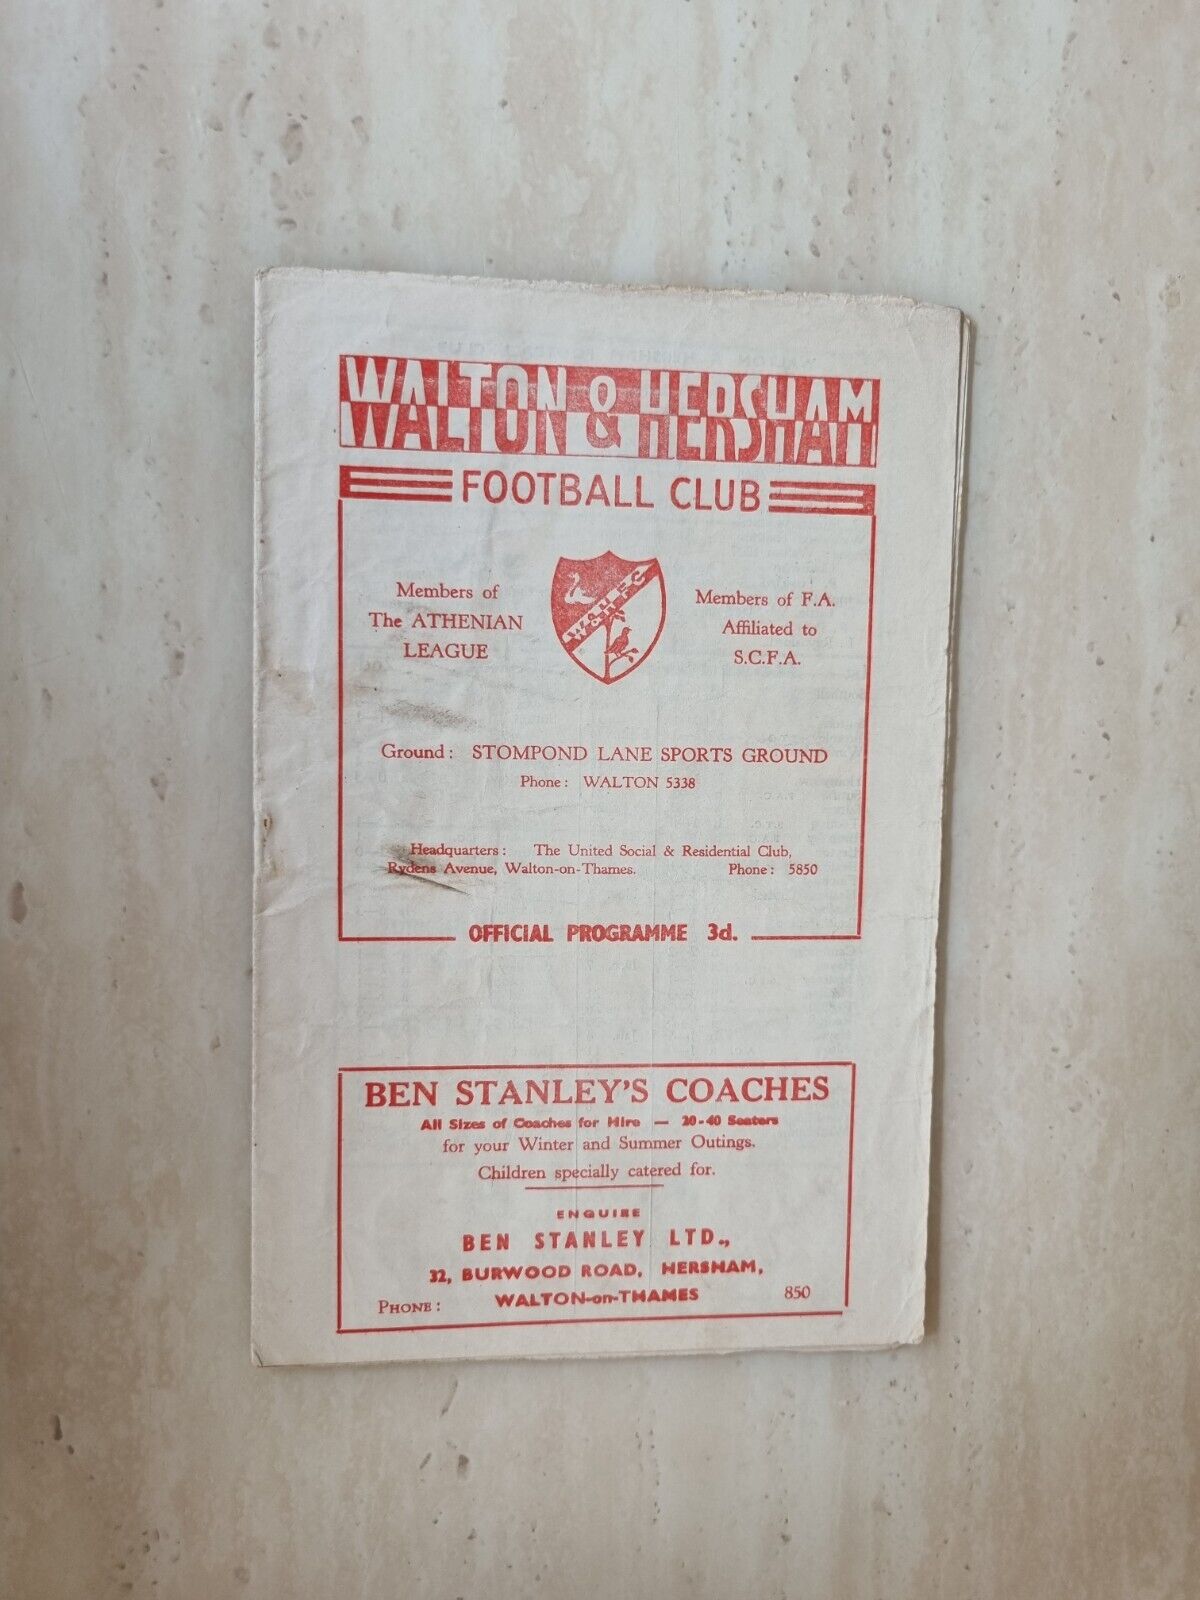 WALTON & HERSHAM
FOOTBALL CLUB
Members of
The ATHENIAN
LEAGUE
W.A.H.F.C
Members of F.A.
Affiliated to
S.C.F.A.
Ground: STOMPOND LANE SPORTS GROUND
Phone: WALTON 5338
Headquarters: The United Social & Residential Club,
Rydens Avenue, Walton-on-Thames. Phone: 5850
OFFICIAL PROGRAMME 3d.
BEN STANLEY'S COACHES
All Sizes of Coaches for Hire — 20-40 Seaters
for your Winter and Summer Outings.
Children specially catered for.
ENQUIRE
BEN STANLEY LTD.,
32, BURWOOD ROAD, HERSHAM,
PHONE: WALTON-on-THAMES 850